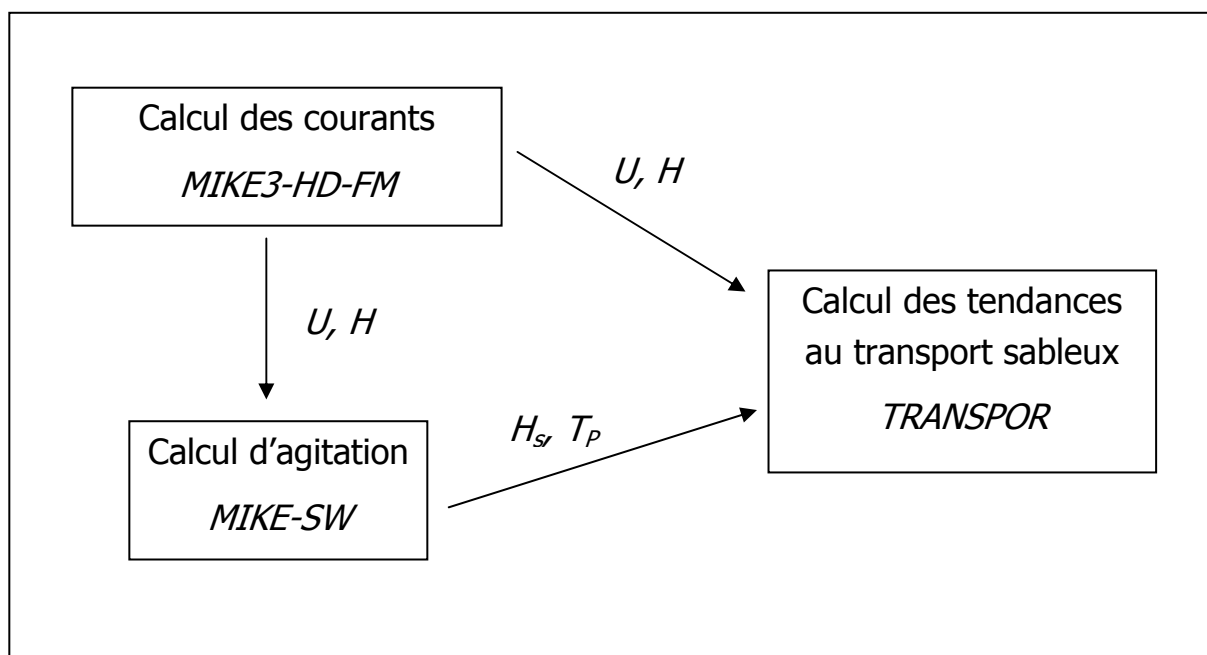 Calcul des courants
MIKE3-HD-FM
U, H
U, H
Calcul des tendances
au transport sableux
TRANSPOR
Calcul d’agitation
MIKE-SW
Hs, TP